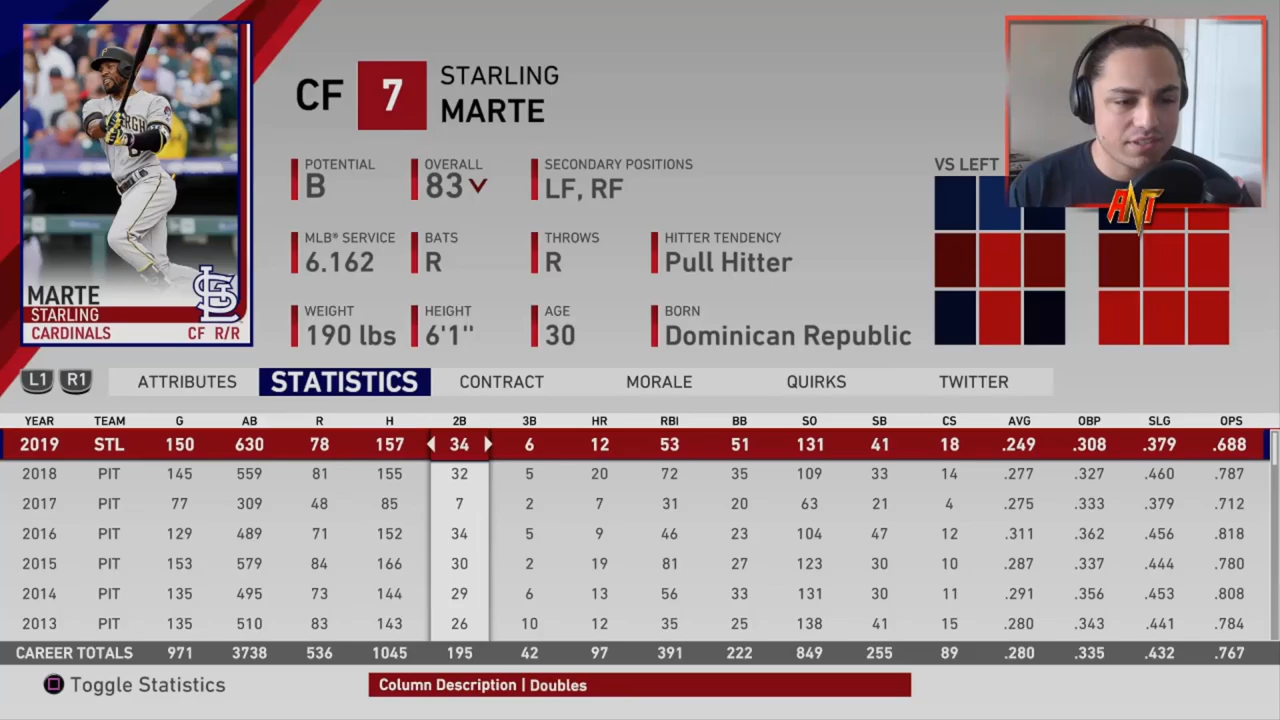 CF 7 STARLING MARTE
POTENTIAL
B
OVERALL
83
SECONDARY POSITIONS
LF, RF
VS LEFT
ANT
MLB® SERVICE
6.162
BATS
R
THROWS
R
HITTER TENDENCY
Pull Hitter
WEIGHT
190 lbs
HEIGHT
6'1"
AGE
30
BORN
Dominican Republic
MARTE
STARLING
CARDINALS CF R/R
L1 R1 ATTRIBUTES STATISTICS CONTRACT MORALE QUIRKS TWITTER
YEAR TEAM G AB R H 2B 3B HR RBI BB SO SB CS AVG OBP SLG OPS
2019 STL 150 630 78 157 34 6 12 53 51 131 41 18 .249 .308 .379 .688
2018 PIT 145 559 81 155 32 5 20 72 35 109 33 14 .277 .327 .460 .787
2017 PIT 77 309 48 85 7 2 7 31 20 63 21 4 .275 .333 .379 .712
2016 PIT 129 489 71 152 34 5 9 46 23 104 47 12 .311 .362 .456 .818
2015 PIT 153 579 84 166 30 2 19 81 27 123 30 10 .287 .337 .444 .780
2014 PIT 135 495 73 144 29 6 13 56 33 131 30 11 .291 .356 .453 .808
2013 PIT 135 510 83 143 26 10 12 35 25 138 41 15 .280 .343 .441 .784
CAREER TOTALS 971 3738 536 1045 195 42 97 391 222 849 255 89 .280 .335 .432 .767
Toggle Statistics
Column Description | Doubles